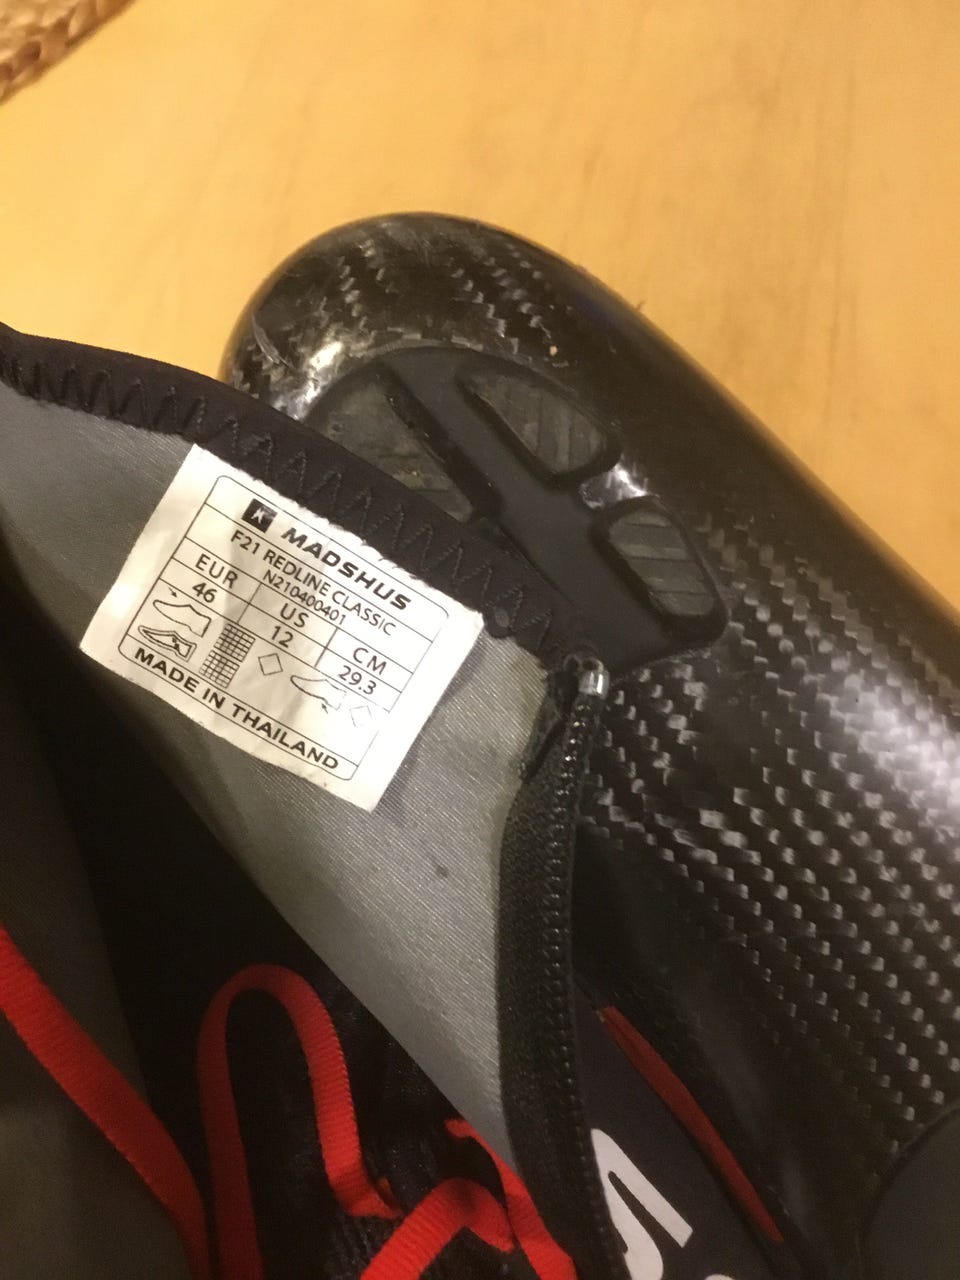 MADSHUS
F21 REDLINE CLASSIC
N210400401
EUR US CM
46 12 29.3
MADE IN THAILAND